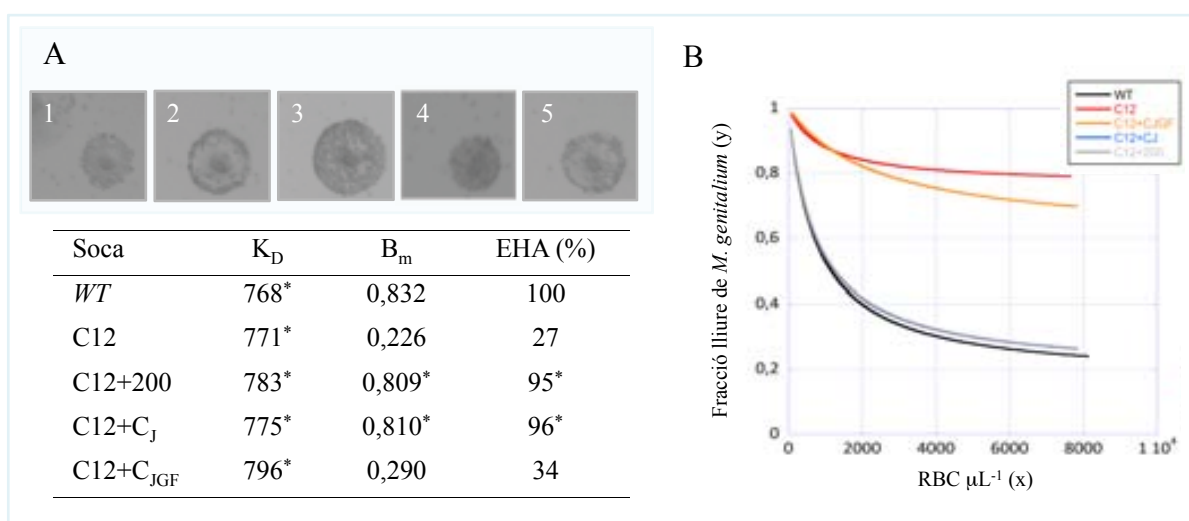 A
1 2 3 4 5
Soca K_D B_m EHA (%)
WT 768* 0,832 100
C12 771* 0,226 27
C12+200 783* 0,809* 95*
C12+C_J 775* 0,810* 96*
C12+C_JGF 796* 0,290 34
B
WT
C12
C12+CJGF
C12+CJ
C12+200
Fracció lliure de M. genitalium (y)
1
0,8
0,6
0,4
0,2
0
0 2000 4000 6000 8000 1 10⁴
RBC µL⁻¹ (x)